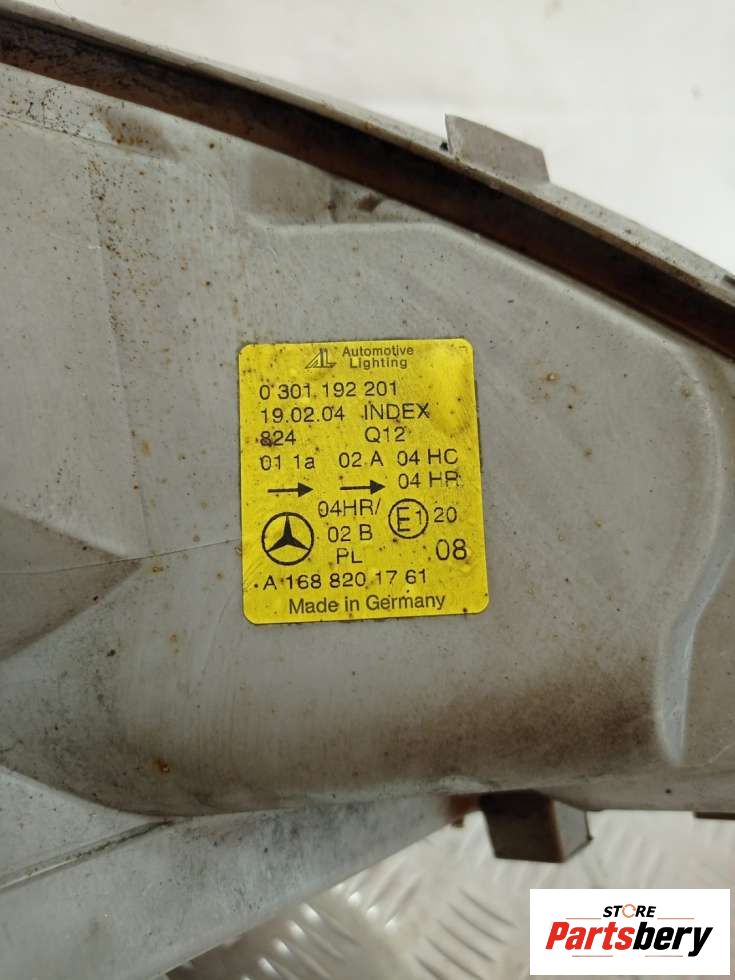 AL Automotive
Lighting
0 301 192 201
19.02.04 INDEX
824 Q12
01 1a 02 A 04 HC
04 HR
04HR/ E1 20
02 B
PL 08
A 168 820 17 61
Made in Germany
STORE
Partsbery